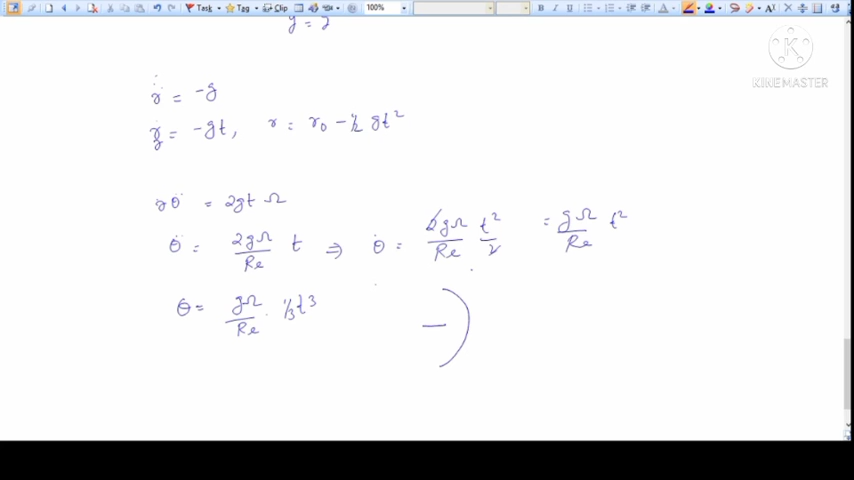 Task Tag Clip 100% B I U
K
KINEMASTER
y = 2
r̈ = -g
ṙ = -gt, r = r₀ - ½ gt²
rθ̈ = 2gt Ω
θ̈ = 2gΩ/Re t ⇒ θ̇ = 2gΩ/Re t²/2 = gΩ/Re t²
θ = gΩ/Re . ⅓t³